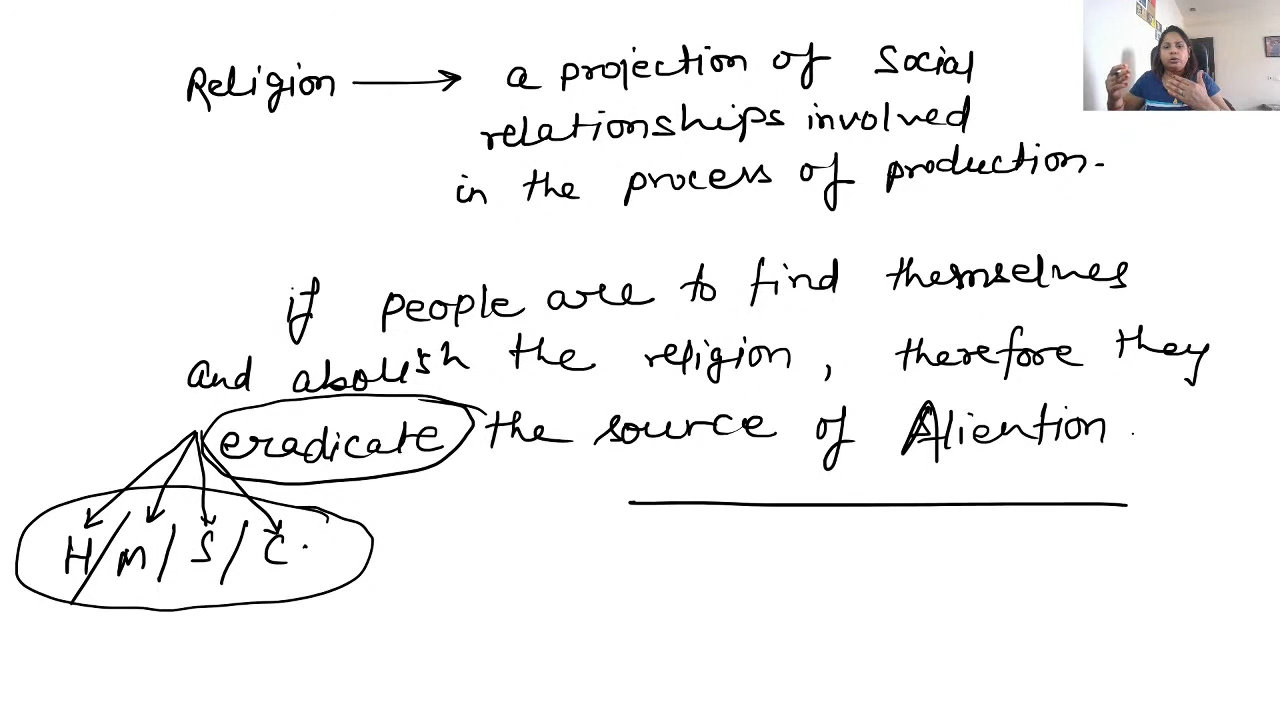 Religion → a projection of Social
relationships involved
in the process of production.
if people are to find themselves
and abolish the religion, therefore they
eradicate the source of Aliention.
H/M/S/C.